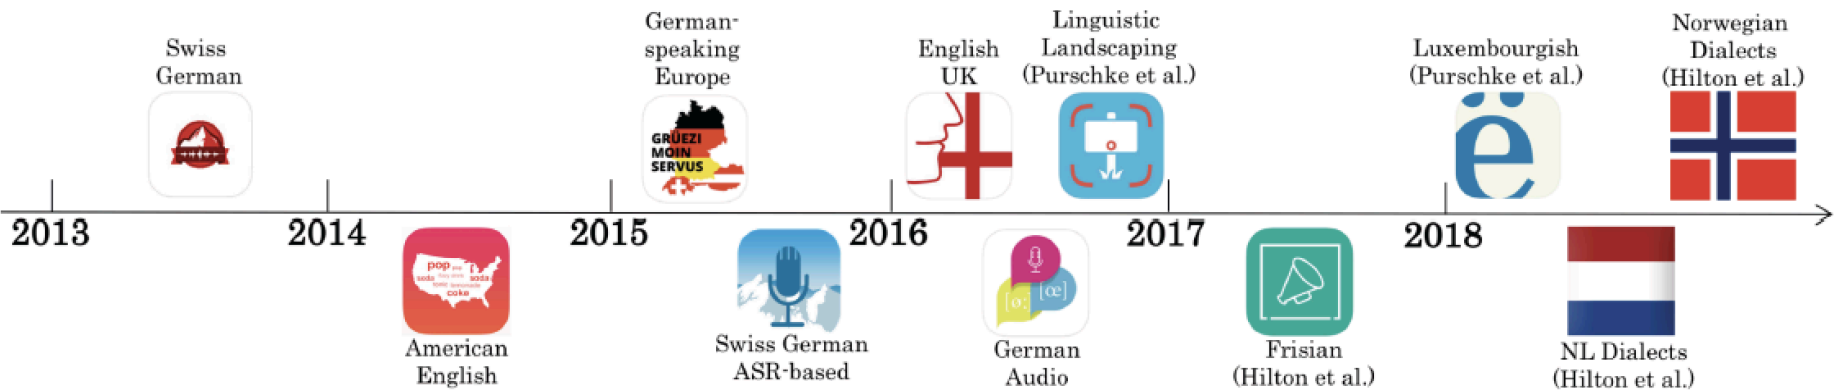 Swiss
German
German-
speaking
Europe
English
UK
Linguistic
Landscaping
(Purschke et al.)
Luxembourgish
(Purschke et al.)
Norwegian
Dialects
(Hilton et al.)
GRÜEZI
MOIN
SERVUS
ë
2013
2014
2015
2016
2017
2018
pop
soda
soda
coke
[ø:]
[œ]
American
English
Swiss German
ASR-based
German
Audio
Frisian
(Hilton et al.)
NL Dialects
(Hilton et al.)